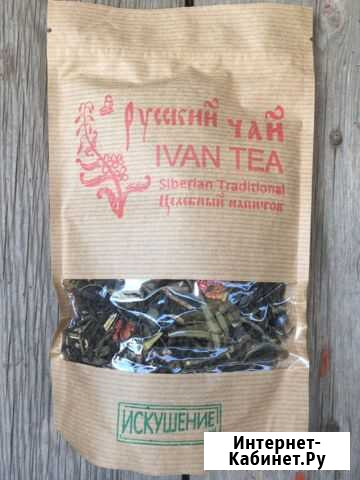 Русский чай
IVAN TEA
Siberian Traditional
Целебный напиток
ИСКУШЕНИЕ
Интернет-
Кабинет.Ру